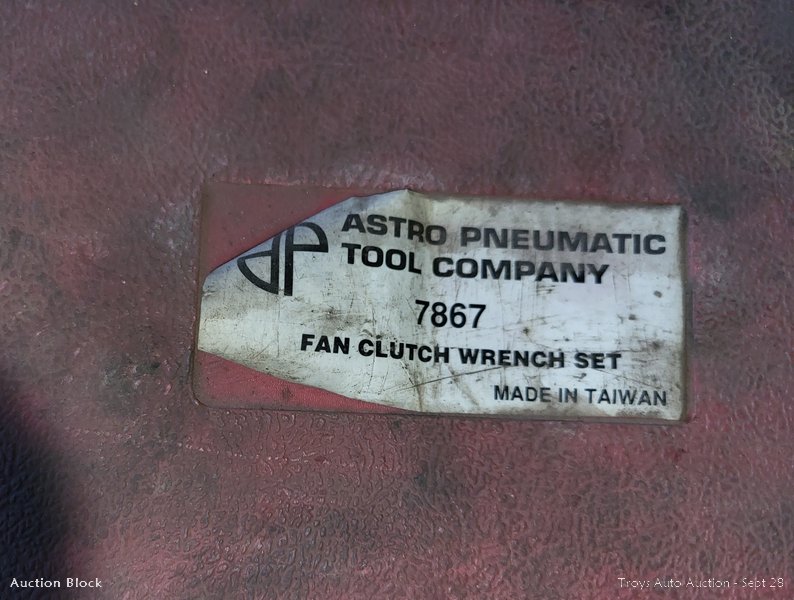 AP
ASTRO PNEUMATIC
TOOL COMPANY
7867
FAN CLUTCH WRENCH SET
MADE IN TAIWAN
Auction Block
Troys Auto Auction - Sept 28